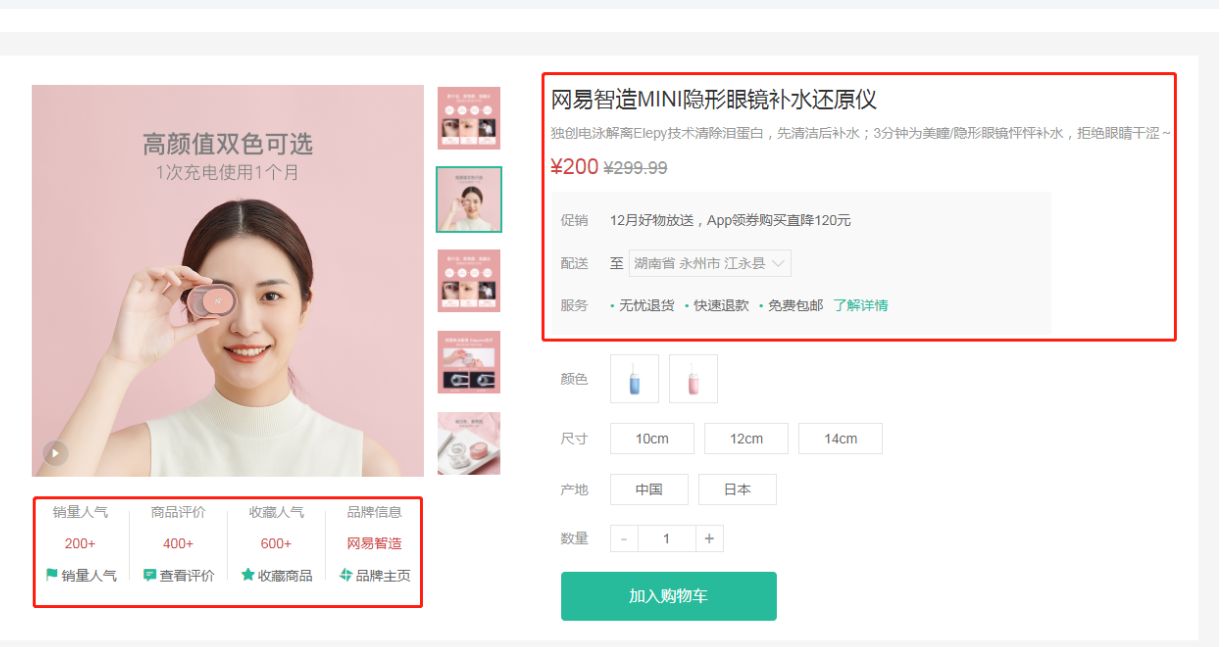 高颜值双色可选
1次充电使用1个月
销量人气 商品评价 收藏人气 品牌信息
200+ 400+ 600+ 网易智造
销量人气 查看评价 收藏商品 品牌主页
网易智造MINI隐形眼镜补水还原仪
独创电泳解离Elepy技术清除泪蛋白，先清洁后补水；3分钟为美瞳/隐形眼镜怦怦补水，拒绝眼睛干涩~
¥200 ¥299.99
促销 12月好物放送，App领券购买直降120元
配送 至 湖南省 永州市 江永县
服务 •无忧退货 •快速退款 •免费包邮 了解详情
颜色
尺寸 10cm 12cm 14cm
产地 中国 日本
数量 - 1 +
加入购物车